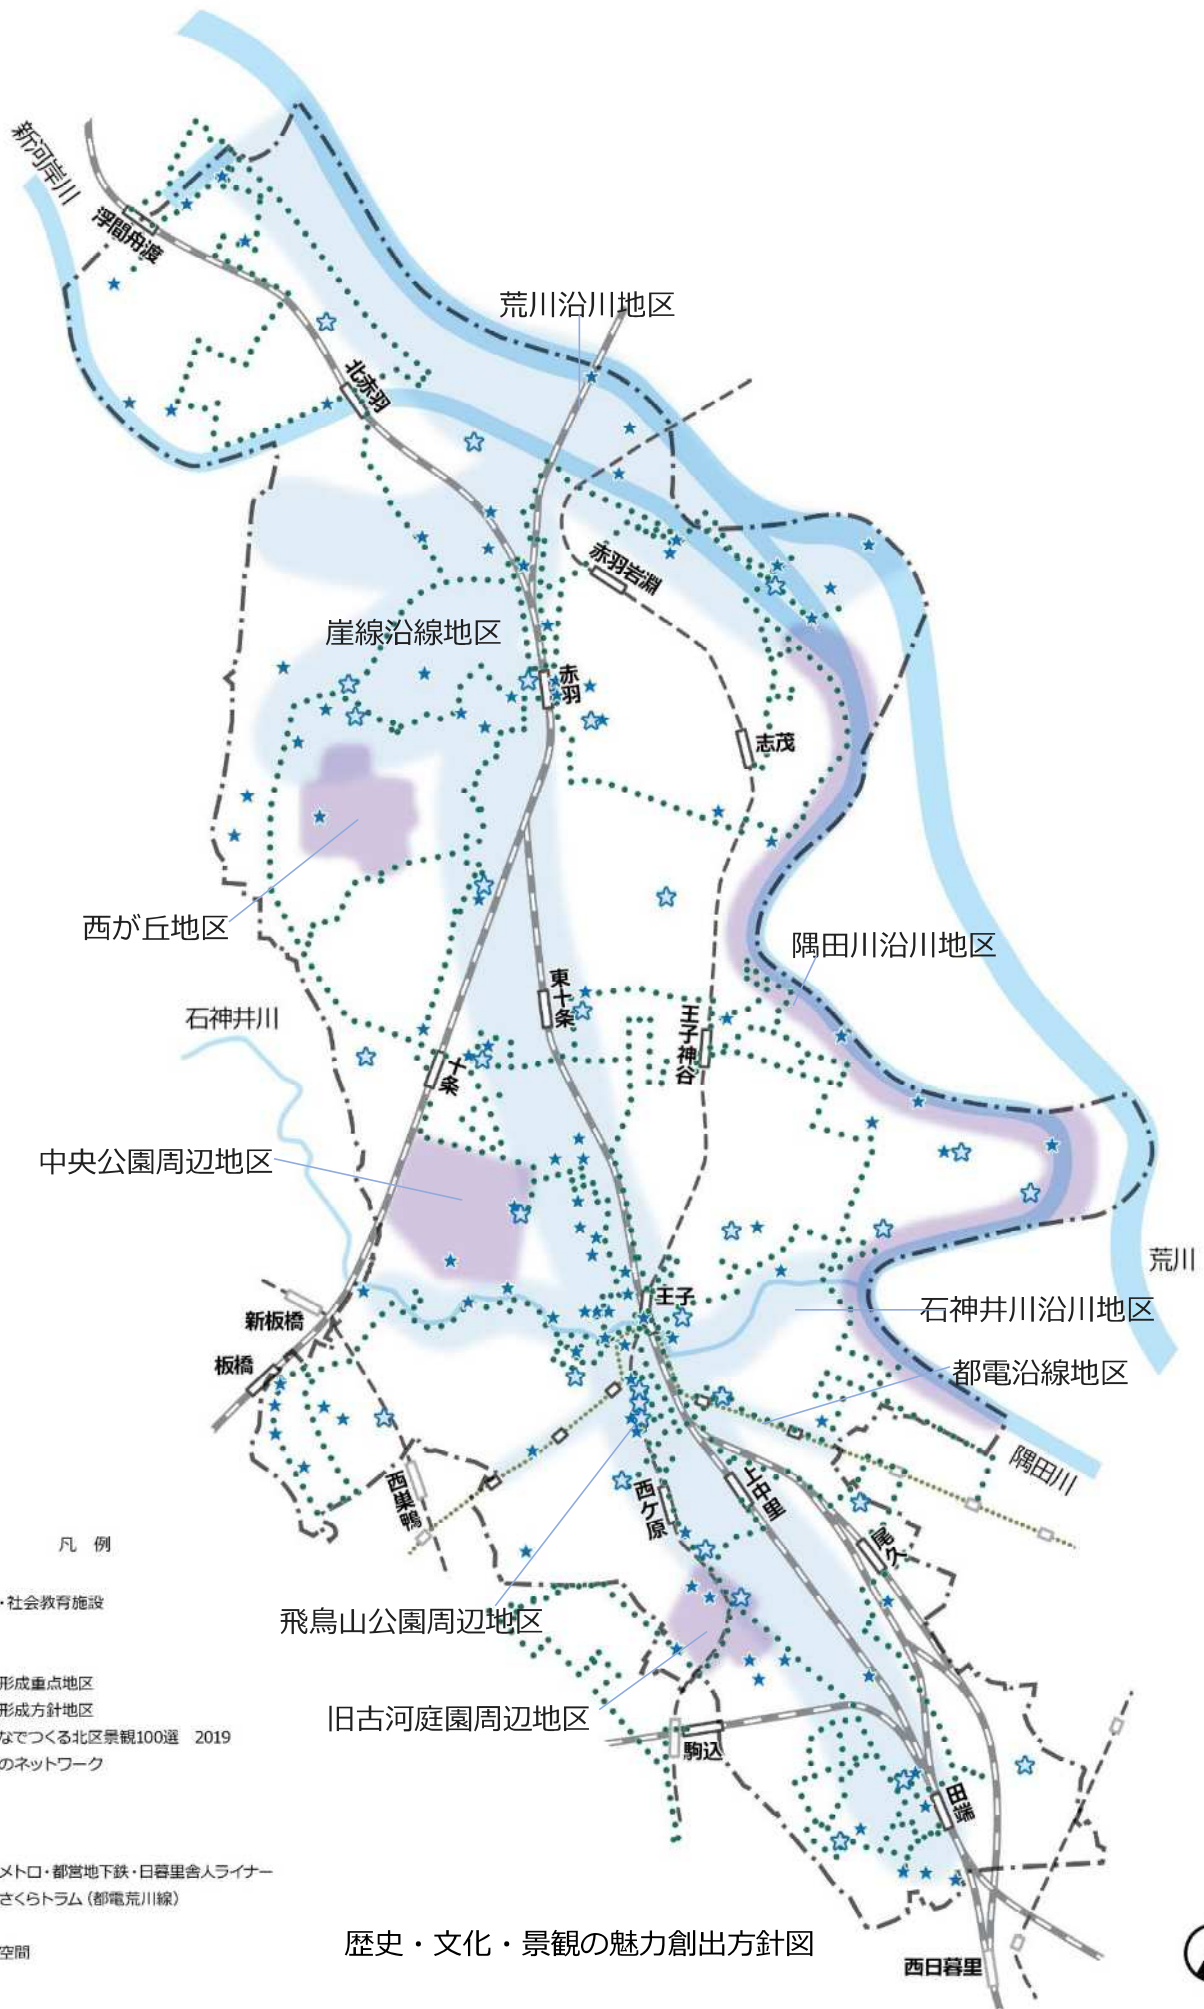 新河岸川
浮間舟渡
荒川沿川地区
北赤羽
赤羽岩淵
崖線沿線地区
赤羽
志茂
西が丘地区
隅田川沿川地区
東十条
石神井川
王子神谷
十条
中央公園周辺地区
荒川
王子
石神井川沿川地区
新板橋
板橋
都電沿線地区
隅田川
西巣鴨
西ケ原
上中里
尾久
凡 例
・社会教育施設
飛鳥山公園周辺地区
形成重点地区
形成方針地区
旧古河庭園周辺地区
なでつくる北区景観100選 2019
のネットワーク
駒込
田端
メトロ・都営地下鉄・日暮里舎人ライナー
さくらトラム(都電荒川線)
空間
歴史・文化・景観の魅力創出方針図
西日暮里